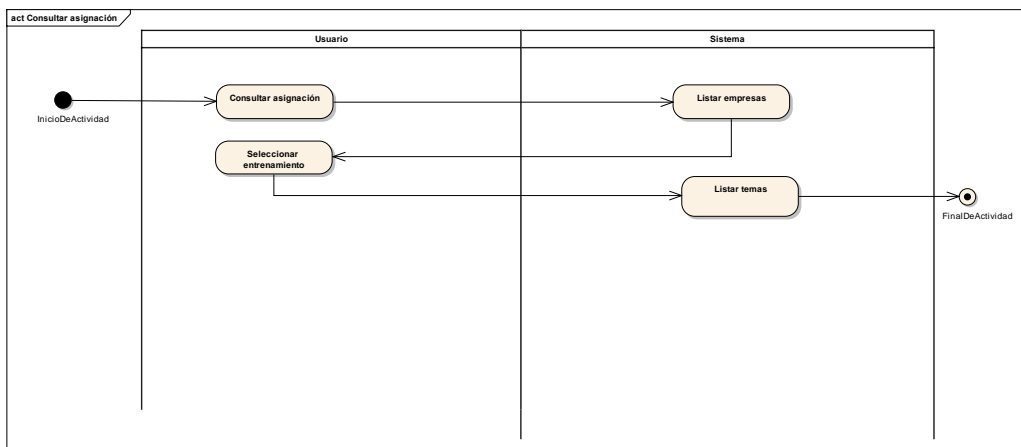 act Consultar asignación
Usuario
Sistema
InicioDeActividad
Consultar asignación
Listar empresas
Seleccionar
entrenamiento
Listar temas
FinalDeActividad